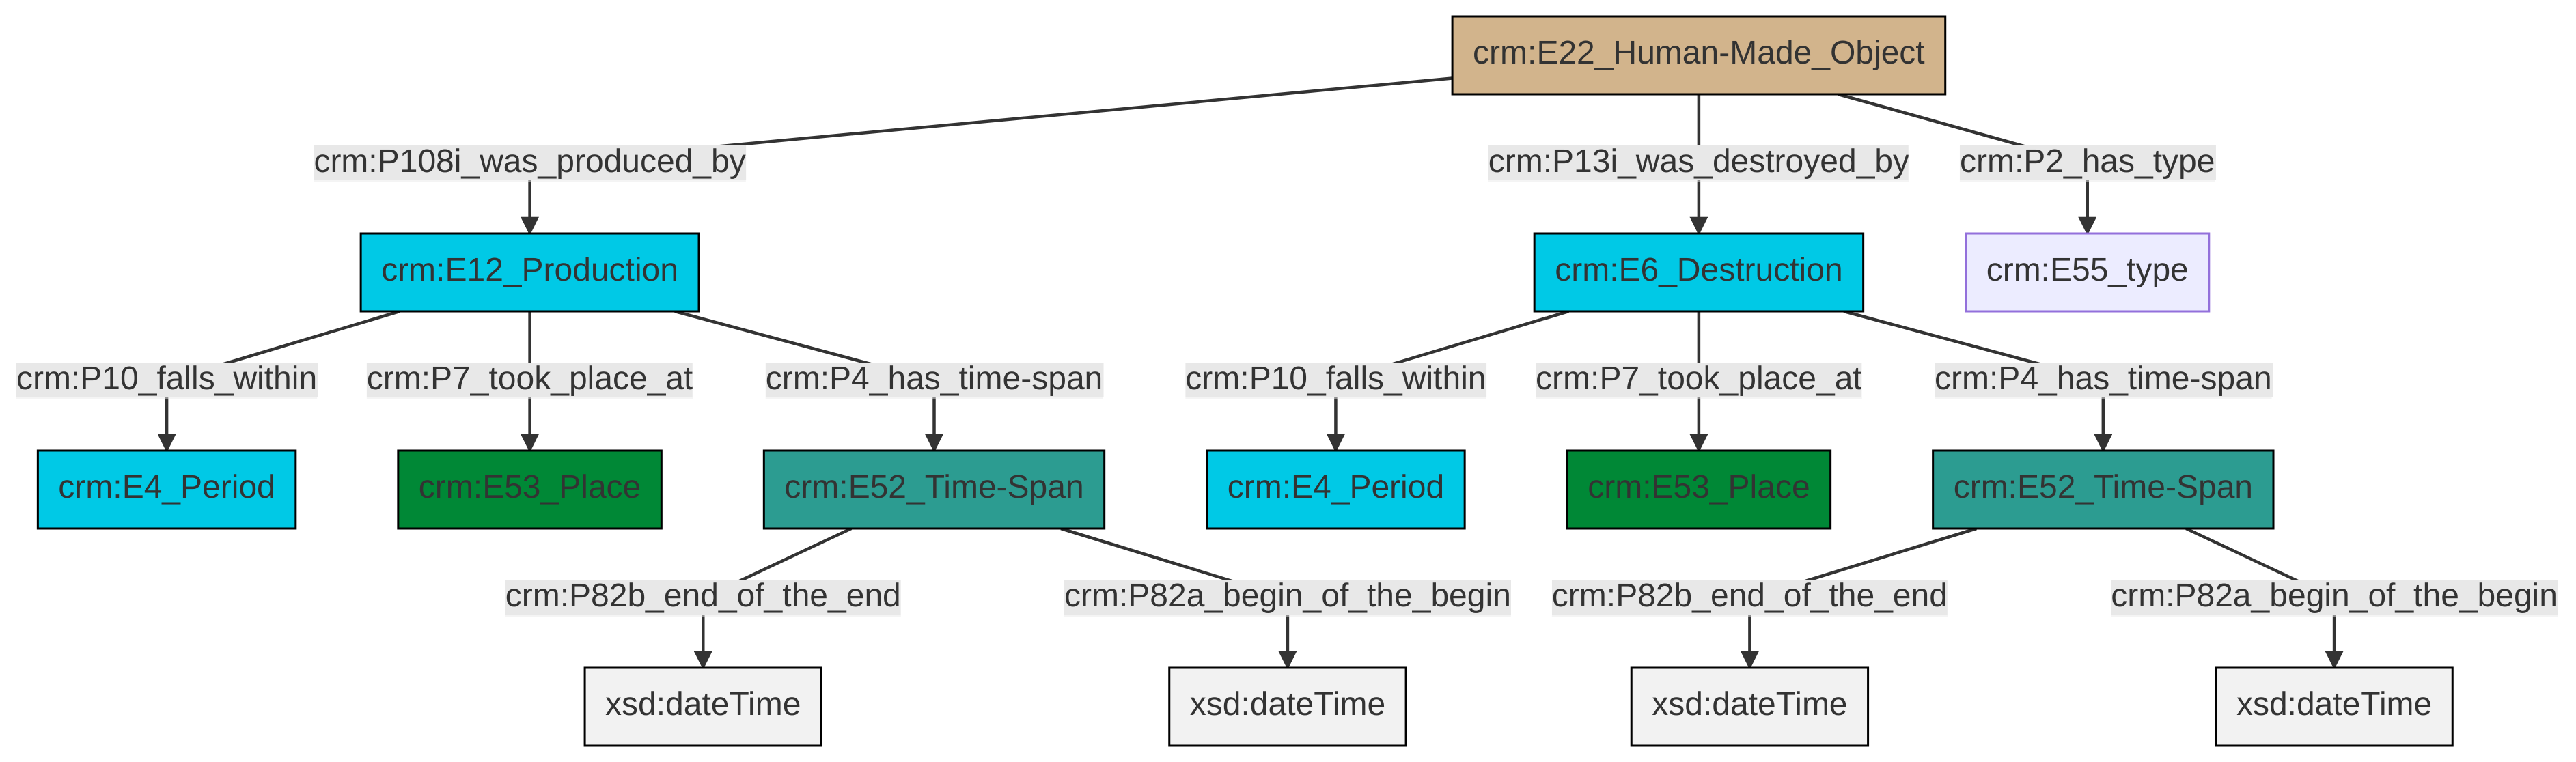 crm:E22_Human-Made_Object
crm:P108i_was_produced_by
crm:P13i_was_destroyed_by
crm:P2_has_type
crm:E12_Production
crm:E6_Destruction
crm:E55_type
crm:P10_falls_within
crm:P7_took_place_at
crm:P4_has_time-span
crm:P10_falls_within
crm:P7_took_place_at
crm:P4_has_time-span
crm:E4_Period
crm:E53_Place
crm:E52_Time-Span
crm:E4_Period
crm:E53_Place
crm:E52_Time-Span
crm:P82b_end_of_the_end
crm:P82a_begin_of_the_begin
crm:P82b_end_of_the_end
crm:P82a_begin_of_the_begin
xsd:dateTime
xsd:dateTime
xsd:dateTime
xsd:dateTime